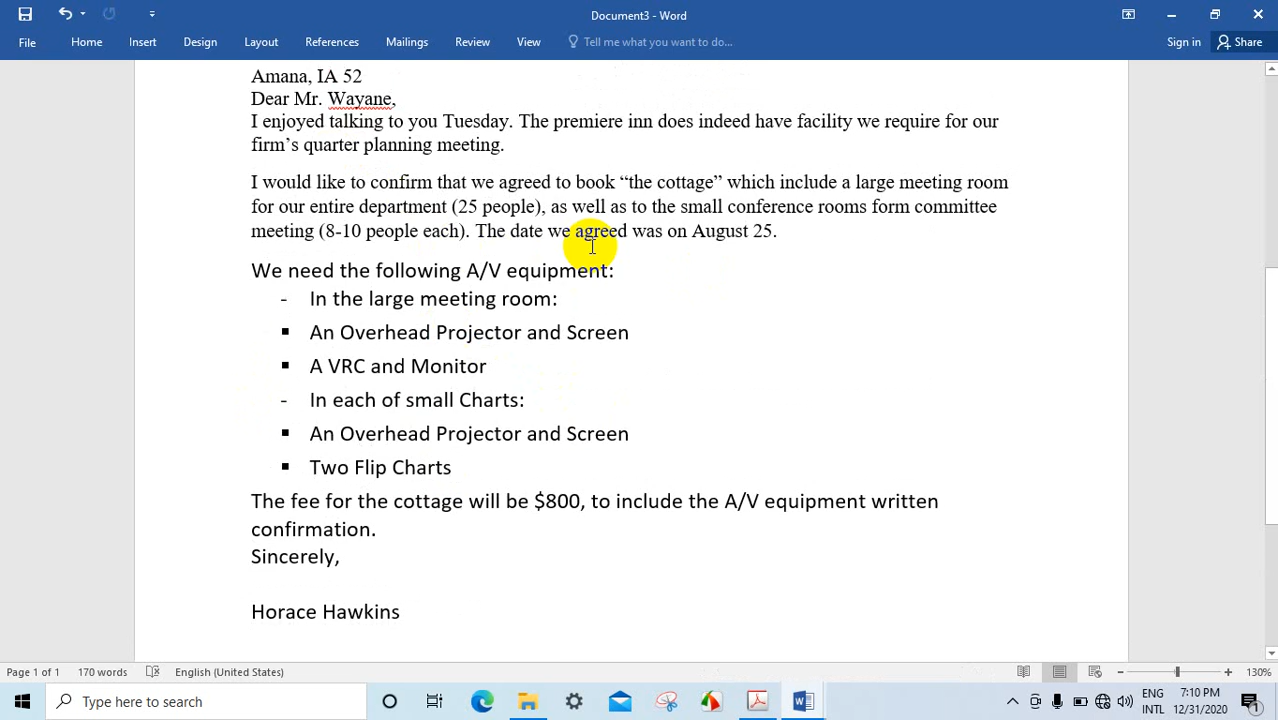 Document3 - Word
File Home Insert Design Layout References Mailings Review View Tell me what you want to do... Sign in Share
Amana, IA 52
Dear Mr. Wayane,
I enjoyed talking to you Tuesday. The premiere inn does indeed have facility we require for our
firm’s quarter planning meeting.
I would like to confirm that we agreed to book “the cottage” which include a large meeting room
for our entire department (25 people), as well as to the small conference rooms form committee
meeting (8-10 people each). The date we agreed was on August 25.
We need the following A/V equipment:
- In the large meeting room:
▪ An Overhead Projector and Screen
▪ A VRC and Monitor
- In each of small Charts:
▪ An Overhead Projector and Screen
▪ Two Flip Charts
The fee for the cottage will be $800, to include the A/V equipment written
confirmation.
Sincerely,
Horace Hawkins
Page 1 of 1 170 words English (United States) 130%
Type here to search
ENG 7:10 PM
INTL 12/31/2020 1